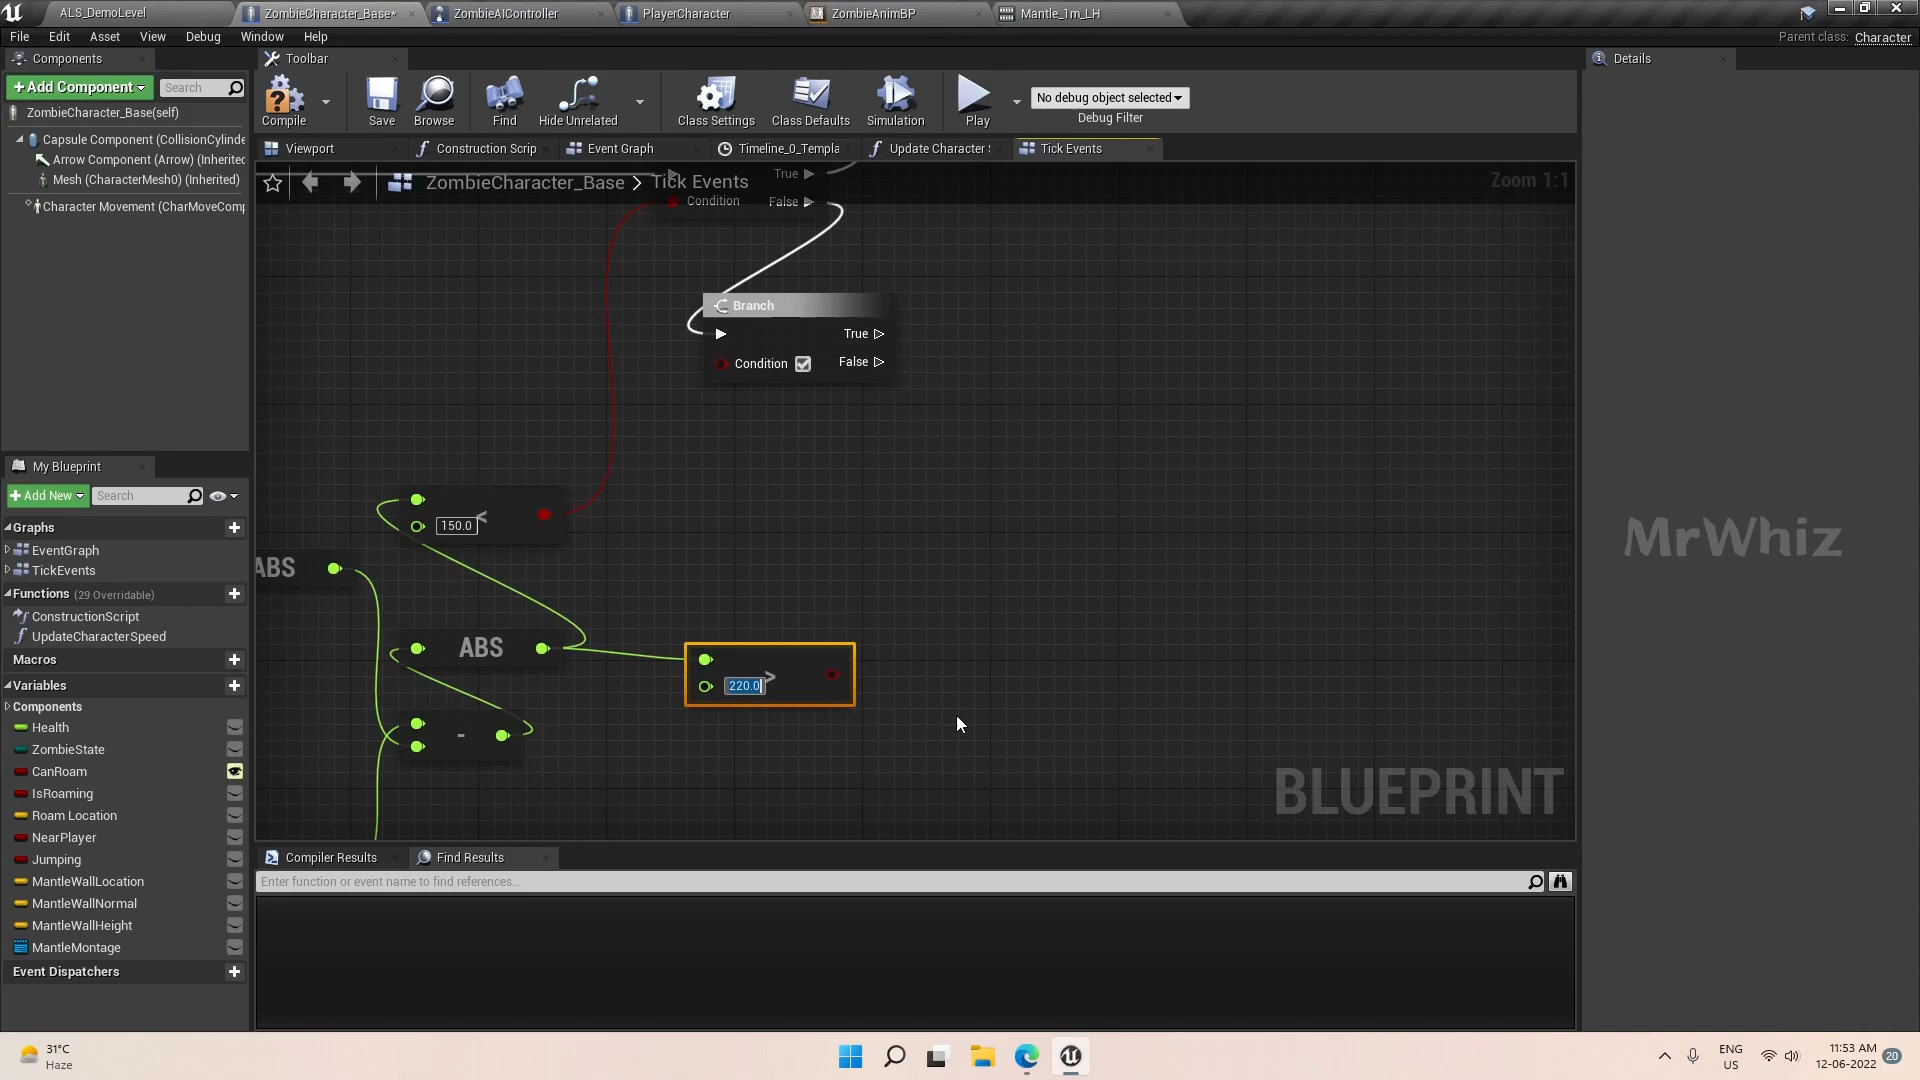 ALS_DemoLevel
ZombieCharacter_Base*
ZombieAIController
PlayerCharacter
ZombieAnimBP
Mantle_1m_LH
File
Edit
Asset
View
Debug
Window
Help
Parent class:
Character
Components
+Add Component
Search
ZombieCharacter_Base(self)
Capsule Component (CollisionCylinde
Arrow Component (Arrow) (Inherited
Mesh (CharacterMesh0) (Inherited)
Character Movement (CharMoveComp
Toolbar
Compile
Save
Browse
Find
Hide Unrelated
Class Settings
Class Defaults
Simulation
Play
No debug object selected
Debug Filter
Details
Viewport
Construction Scrip
Event Graph
Timeline_0_Templa
Update Character S
Tick Events
ZombieCharacter_Base > Tick Events
Zoom 1:1
True
Condition
False
Branch
True
Condition
False
<
150.0
ABS
ABS
>
220.0
-
BLUEPRINT
MrWhiz
My Blueprint
+Add New
Search
Graphs
EventGraph
TickEvents
Functions (29 Overridable)
ConstructionScript
UpdateCharacterSpeed
Macros
Variables
Components
Health
ZombieState
CanRoam
IsRoaming
Roam Location
NearPlayer
Jumping
MantleWallLocation
MantleWallNormal
MantleWallHeight
MantleMontage
Event Dispatchers
Compiler Results
Find Results
Enter function or event name to find references...
31°C
Haze
ENG
US
11:53 AM
12-06-2022
20